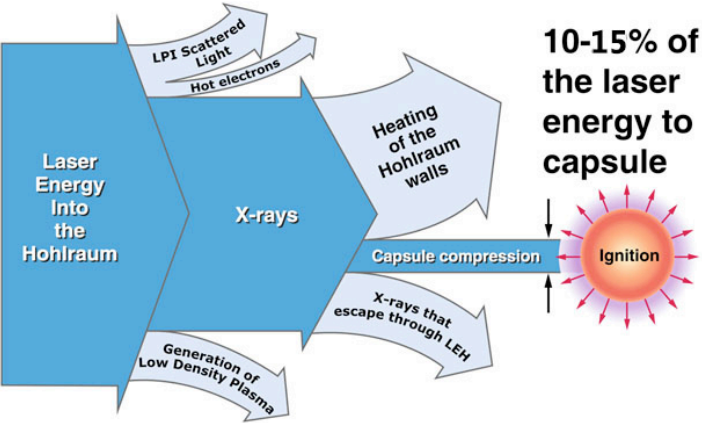 LPI Scattered
Light
Hot electrons
10-15% of
the laser
energy to
capsule
Laser
Energy
Into
the
Hohlraum
X-rays
Heating
of the
Hohlraum
walls
Capsule compression
Ignition
X-rays that
escape through LEH
Generation of
Low Density Plasma